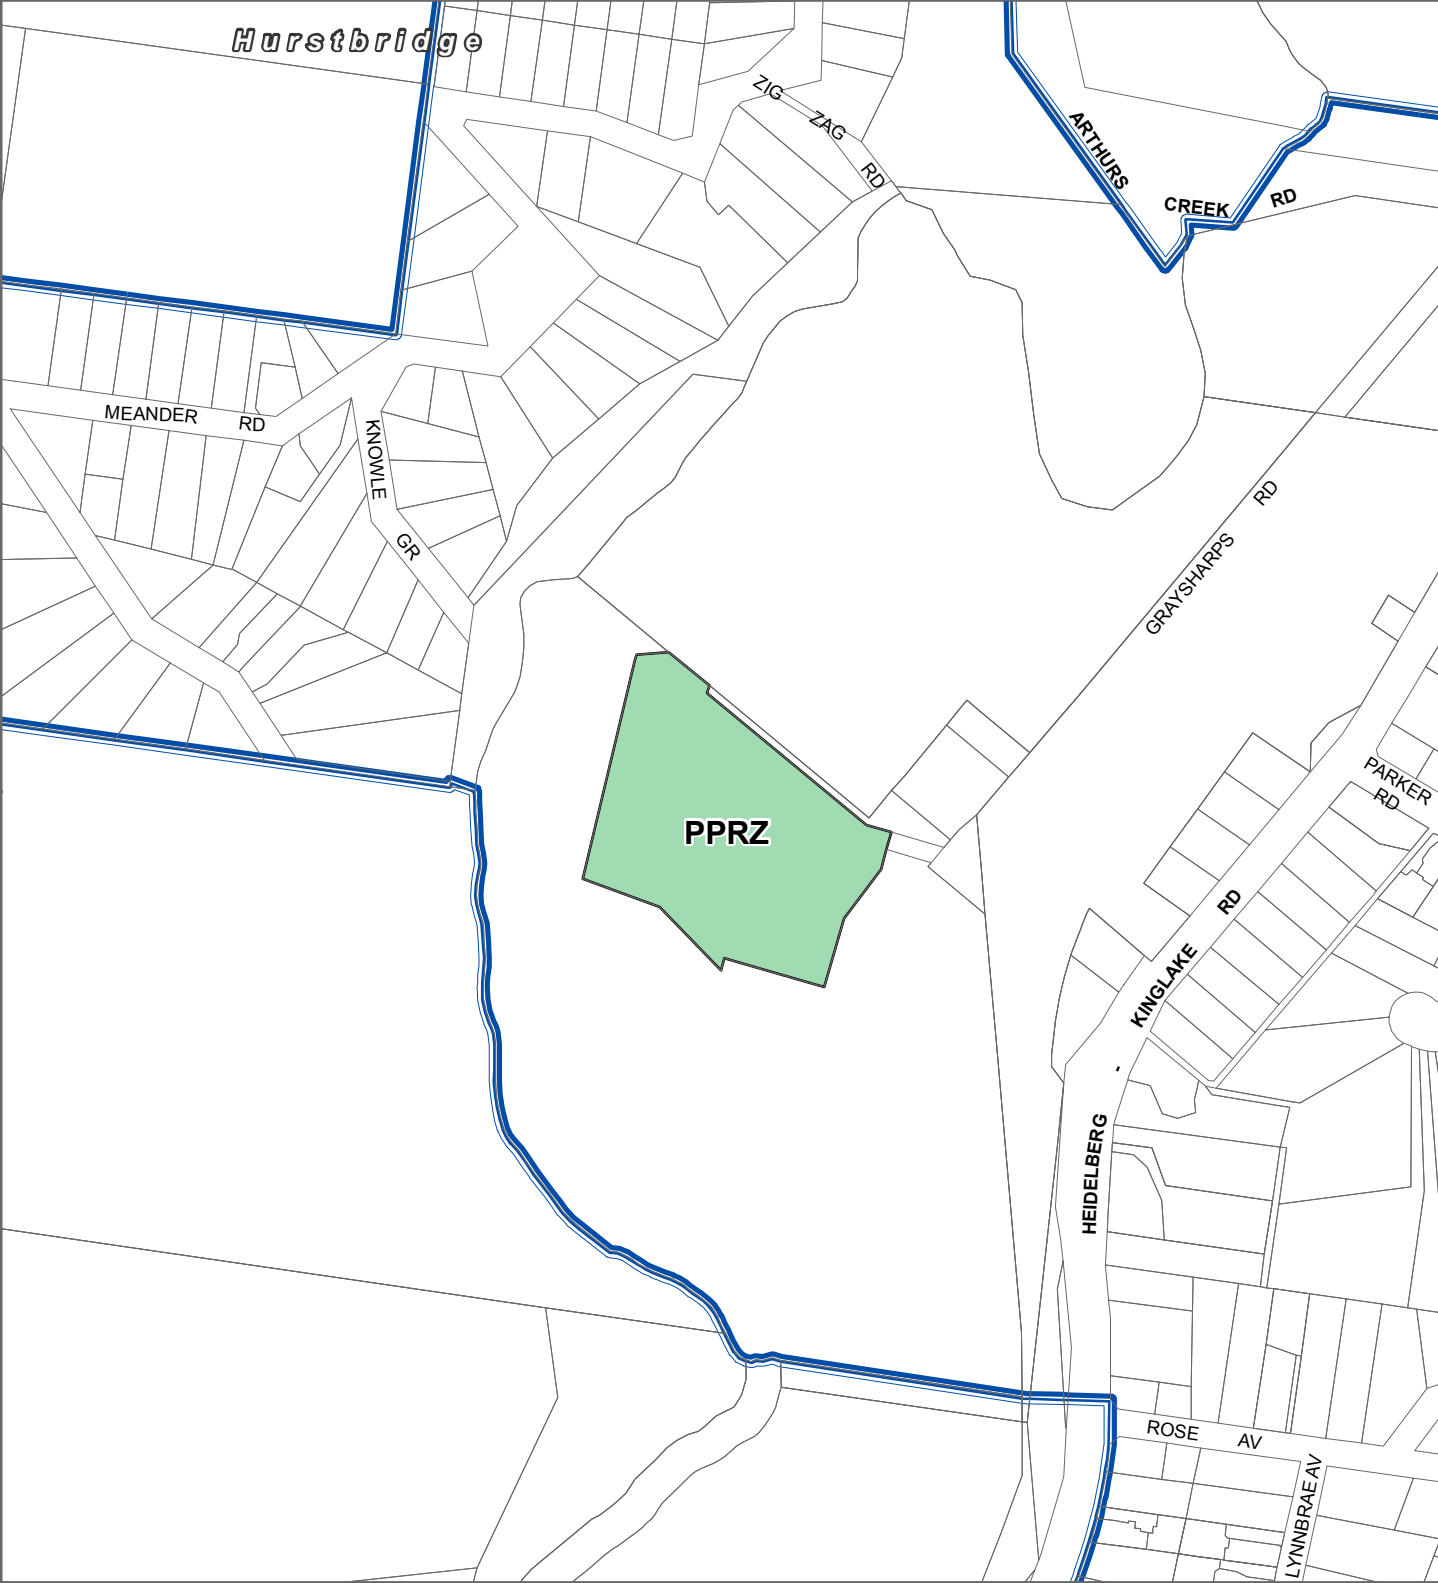 Hurstbridge
ZIG ZAG RD
ARTHURS CREEK RD
MEANDER RD
KNOWLE GR
GRAYSHARPS RD
PARKER RD
PPRZ
HEIDELBERG - KINGLAKE RD
ROSE AV
LYNNBRAE AV